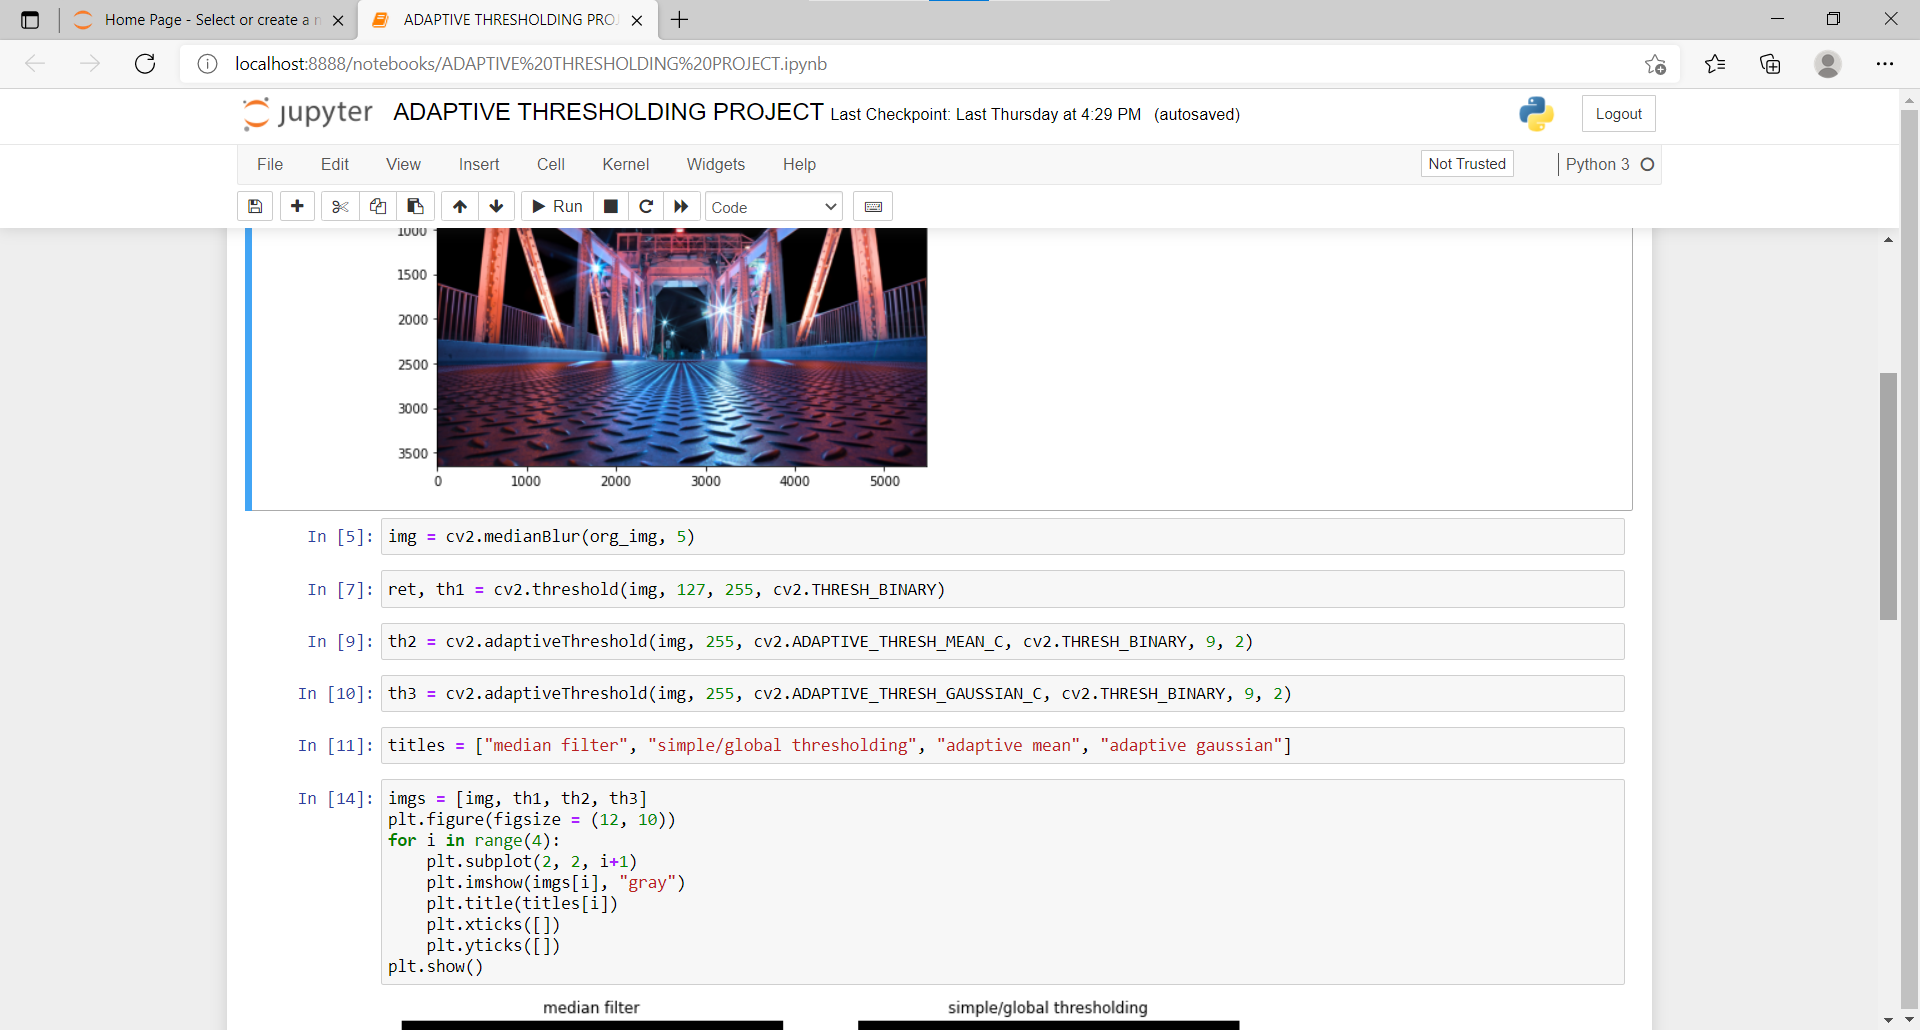 Home Page - Select or create a n
ADAPTIVE THRESHOLDING PROJ
localhost:8888/notebooks/ADAPTIVE%20THRESHOLDING%20PROJECT.ipynb
jupyter ADAPTIVE THRESHOLDING PROJECT Last Checkpoint: Last Thursday at 4:29 PM (autosaved)
Logout
File Edit View Insert Cell Kernel Widgets Help
Not Trusted
Python 3
Run
Code
1000
1500
2000
2500
3000
3500
0 1000 2000 3000 4000 5000
In [5]: img = cv2.medianBlur(org_img, 5)
In [7]: ret, th1 = cv2.threshold(img, 127, 255, cv2.THRESH_BINARY)
In [9]: th2 = cv2.adaptiveThreshold(img, 255, cv2.ADAPTIVE_THRESH_MEAN_C, cv2.THRESH_BINARY, 9, 2)
In [10]: th3 = cv2.adaptiveThreshold(img, 255, cv2.ADAPTIVE_THRESH_GAUSSIAN_C, cv2.THRESH_BINARY, 9, 2)
In [11]: titles = ["median filter", "simple/global thresholding", "adaptive mean", "adaptive gaussian"]
In [14]: imgs = [img, th1, th2, th3]
plt.figure(figsize = (12, 10))
for i in range(4):
    plt.subplot(2, 2, i+1)
    plt.imshow(imgs[i], "gray")
    plt.title(titles[i])
    plt.xticks([])
    plt.yticks([])
plt.show()
median filter
simple/global thresholding